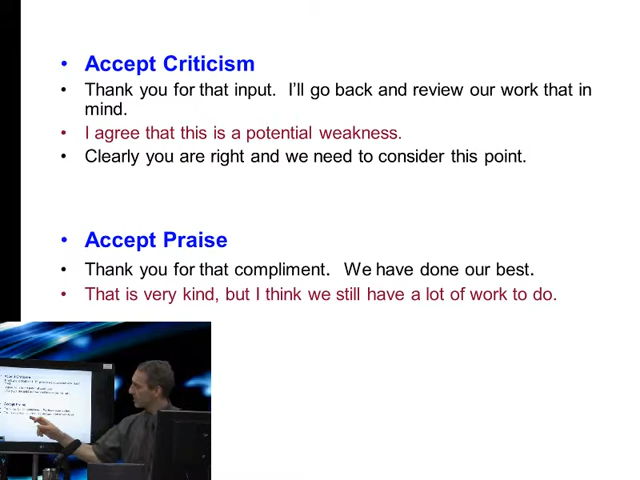 Accept Criticism
Thank you for that input.  I'll go back and review our work that in
mind.
I agree that this is a potential weakness.
Clearly you are right and we need to consider this point.
Accept Praise
Thank you for that compliment.  We have done our best.
That is very kind, but I think we still have a lot of work to do.